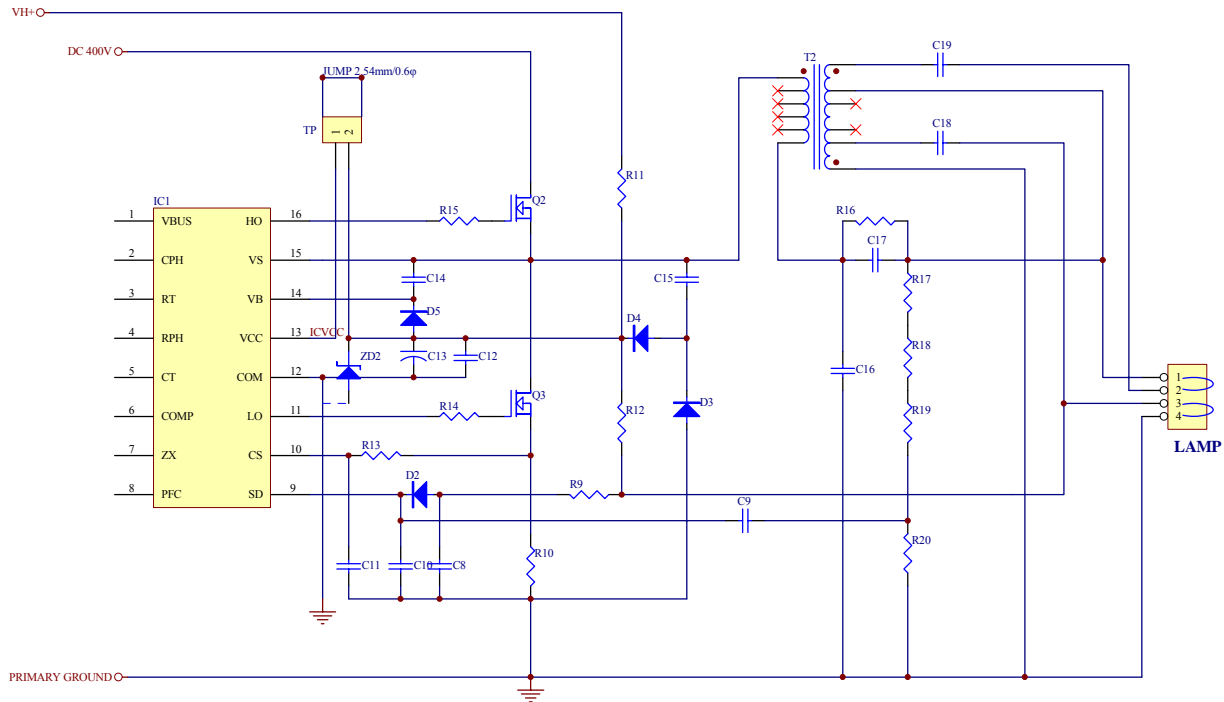 VH+
DC 400V
JUMP 2.54mm/0.6φ
TP
1
2
T2
C19
C18
IC1
1 VBUS HO 16
2 CPH VS 15
3 RT VB 14
4 RPH VCC 13
5 CT COM 12
6 COMP LO 11
7 ZX CS 10
8 PFC SD 9
R15
Q2
R11
R16
C17
C14
C15
R17
D5
ICVCC
D4
ZD2
C13
C12
R18
C16
R14
Q3
R12
D3
R19
1
2
3
4
LAMP
R13
D2
R9
C9
C11
C10
C8
R10
R20
PRIMARY GROUND